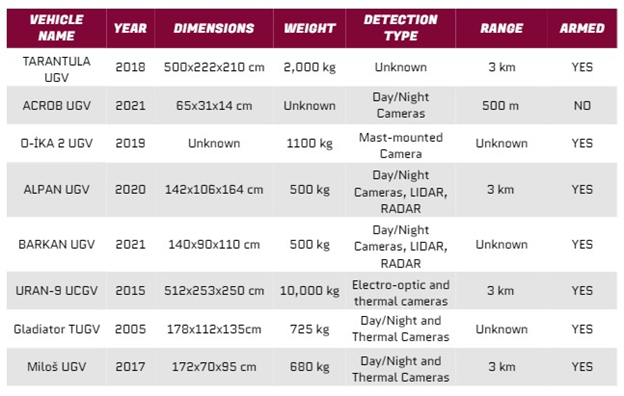 VEHICLE NAME YEAR DIMENSIONS WEIGHT DETECTION TYPE RANGE ARMED
TARANTULA UGV 2018 500x222x210 cm 2,000 kg Unknown 3 km YES
ACROB UGV 2021 65x31x14 cm Unknown Day/Night Cameras 500 m NO
O-İKA 2 UGV 2019 Unknown 1100 kg Mast-mounted Camera Unknown YES
ALPAN UGV 2020 142x106x164 cm 500 kg Day/Night Cameras, LIDAR, RADAR 3 km YES
BARKAN UGV 2021 140x90x110 cm 500 kg Day/Night Cameras, LIDAR, RADAR Unknown YES
URAN-9 UCGV 2015 512x253x250 cm 10,000 kg Electro-optic and thermal cameras 3 km YES
Gladiator TUGV 2005 178x112x135cm 725 kg Day/Night and Thermal Cameras Unknown YES
Miloš UGV 2017 172x70x95 cm 680 kg Day/Night and Thermal Cameras 3 km YES